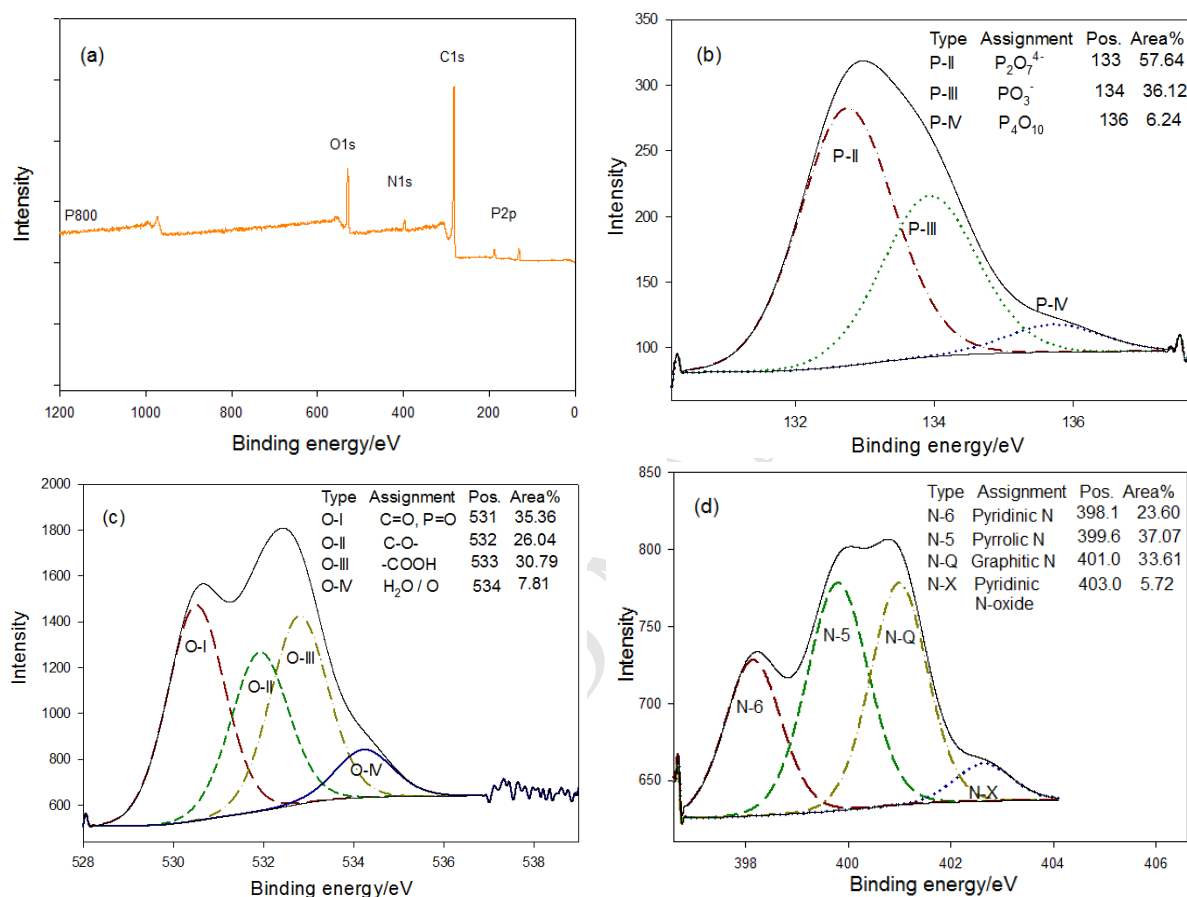 (a)
C1s
O1s
N1s
P2p
P800
Intensity
1200 1000 800 600 400 200 0
Binding energy/eV
(b)
Type Assignment Pos. Area%
P-II P₂O₇⁴⁻ 133 57.64
P-III PO₃⁻ 134 36.12
P-IV P₄O₁₀ 136 6.24
350
300
250
200
150
100
Intensity
P-II
P-III
P-IV
132 134 136
Binding energy/eV
(c)
Type Assignment Pos. Area%
O-I C=O, P=O 531 35.36
O-II C-O- 532 26.04
O-III -COOH 533 30.79
O-IV H₂O / O 534 7.81
2000
1800
1600
1400
1200
1000
800
600
Intensity
O-I
O-II
O-III
O-IV
528 530 532 534 536 538
Binding energy/eV
(d)
Type Assignment Pos. Area%
N-6 Pyridinic N 398.1 23.60
N-5 Pyrrolic N 399.6 37.07
N-Q Graphitic N 401.0 33.61
N-X Pyridinic 403.0 5.72
N-oxide
850
800
750
700
650
Intensity
N-6
N-5
N-Q
N-X
398 400 402 404 406
Binding energy/eV